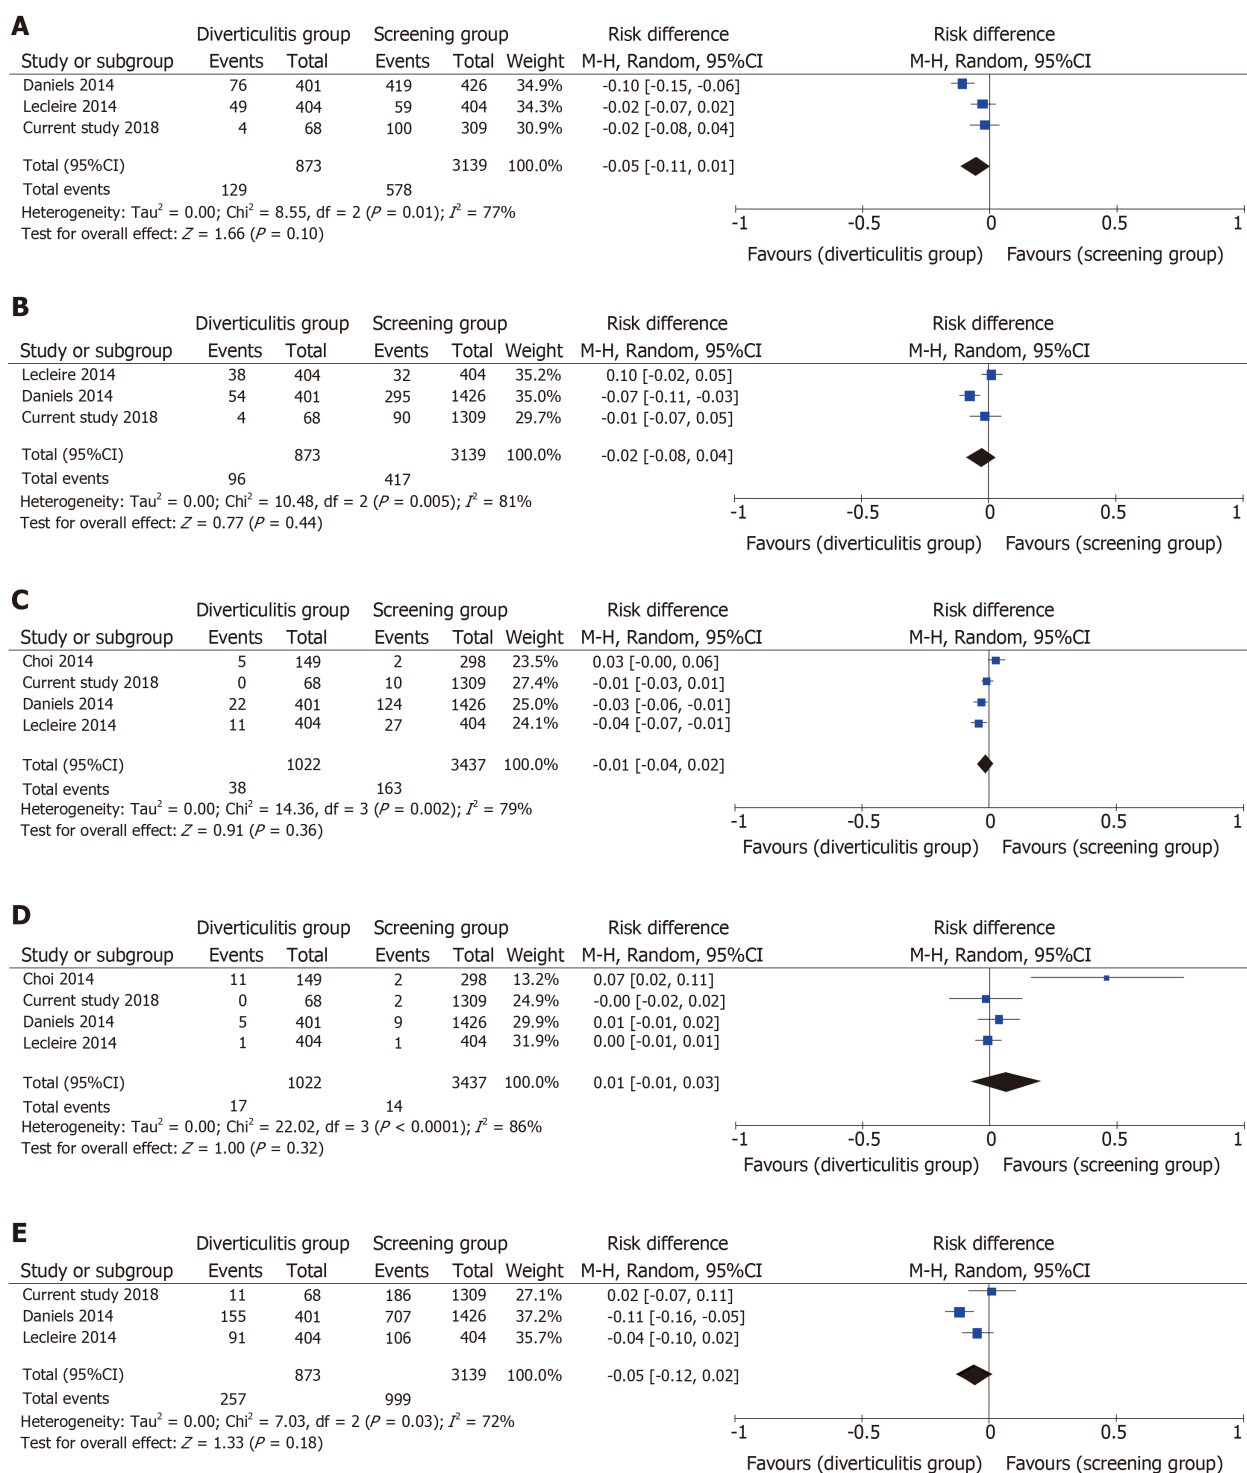 A
Diverticulitis group Screening group Risk difference Risk difference
Study or subgroup Events Total Events Total Weight M-H, Random, 95%CI M-H, Random, 95%CI
Daniels 2014 76 401 419 426 34.9% -0.10 [-0.15, -0.06]
Lecleire 2014 49 404 59 404 34.3% -0.02 [-0.07, 0.02]
Current study 2018 4 68 100 309 30.9% -0.02 [-0.08, 0.04]
Total (95%CI) 873 3139 100.0% -0.05 [-0.11, 0.01]
Total events 129 578
Heterogeneity: Tau² = 0.00; Chi² = 8.55, df = 2 (P = 0.01); I² = 77%
Test for overall effect: Z = 1.66 (P = 0.10)
-1 -0.5 0 0.5 1
Favours (diverticulitis group) Favours (screening group)
B
Diverticulitis group Screening group Risk difference Risk difference
Study or subgroup Events Total Events Total Weight M-H, Random, 95%CI M-H, Random, 95%CI
Lecleire 2014 38 404 32 404 35.2% 0.10 [-0.02, 0.05]
Daniels 2014 54 401 295 1426 35.0% -0.07 [-0.11, -0.03]
Current study 2018 4 68 90 1309 29.7% -0.01 [-0.07, 0.05]
Total (95%CI) 873 3139 100.0% -0.02 [-0.08, 0.04]
Total events 96 417
Heterogeneity: Tau² = 0.00; Chi² = 10.48, df = 2 (P = 0.005); I² = 81%
Test for overall effect: Z = 0.77 (P = 0.44)
-1 -0.5 0 0.5 1
Favours (diverticulitis group) Favours (screening group)
C
Diverticulitis group Screening group Risk difference Risk difference
Study or subgroup Events Total Events Total Weight M-H, Random, 95%CI M-H, Random, 95%CI
Choi 2014 5 149 2 298 23.5% 0.03 [-0.00, 0.06]
Current study 2018 0 68 10 1309 27.4% -0.01 [-0.03, 0.01]
Daniels 2014 22 401 124 1426 25.0% -0.03 [-0.06, -0.01]
Lecleire 2014 11 404 27 404 24.1% -0.04 [-0.07, -0.01]
Total (95%CI) 1022 3437 100.0% -0.01 [-0.04, 0.02]
Total events 38 163
Heterogeneity: Tau² = 0.00; Chi² = 14.36, df = 3 (P = 0.002); I² = 79%
Test for overall effect: Z = 0.91 (P = 0.36)
-1 -0.5 0 0.5 1
Favours (diverticulitis group) Favours (screening group)
D
Diverticulitis group Screening group Risk difference Risk difference
Study or subgroup Events Total Events Total Weight M-H, Random, 95%CI M-H, Random, 95%CI
Choi 2014 11 149 2 298 13.2% 0.07 [0.02, 0.11]
Current study 2018 0 68 2 1309 24.9% -0.00 [-0.02, 0.02]
Daniels 2014 5 401 9 1426 29.9% 0.01 [-0.01, 0.02]
Lecleire 2014 1 404 1 404 31.9% 0.00 [-0.01, 0.01]
Total (95%CI) 1022 3437 100.0% 0.01 [-0.01, 0.03]
Total events 17 14
Heterogeneity: Tau² = 0.00; Chi² = 22.02, df = 3 (P < 0.0001); I² = 86%
Test for overall effect: Z = 1.00 (P = 0.32)
-1 -0.5 0 0.5 1
Favours (diverticulitis group) Favours (screening group)
E
Diverticulitis group Screening group Risk difference Risk difference
Study or subgroup Events Total Events Total Weight M-H, Random, 95%CI M-H, Random, 95%CI
Current study 2018 11 68 186 1309 27.1% 0.02 [-0.07, 0.11]
Daniels 2014 155 401 707 1426 37.2% -0.11 [-0.16, -0.05]
Lecleire 2014 91 404 106 404 35.7% -0.04 [-0.10, 0.02]
Total (95%CI) 873 3139 100.0% -0.05 [-0.12, 0.02]
Total events 257 999
Heterogeneity: Tau² = 0.00; Chi² = 7.03, df = 2 (P = 0.03); I² = 72%
Test for overall effect: Z = 1.33 (P = 0.18)
-1 -0.5 0 0.5 1
Favours (diverticulitis group) Favours (screening group)